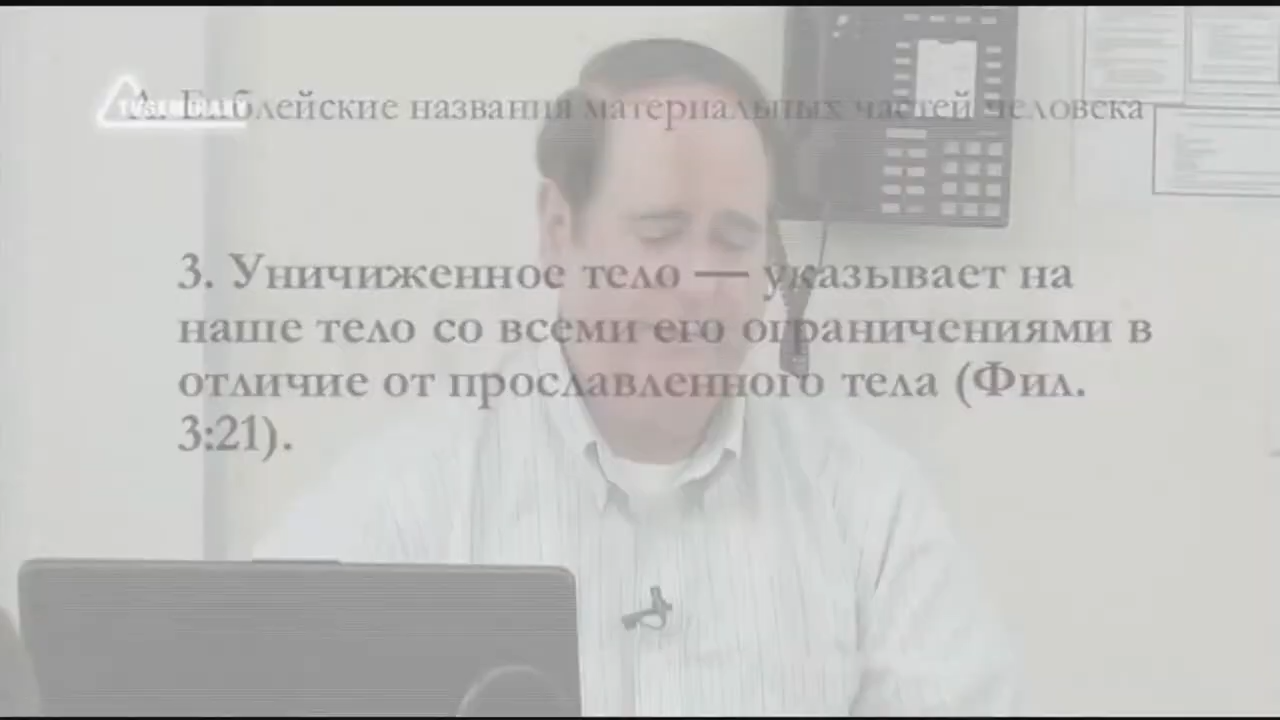 TVSEMINARY
А. Библейские названия материальных частей человека
3. Уничиженное тело — указывает на
наше тело со всеми его ограничениями в
отличие от прославленного тела (Фил.
3:21).